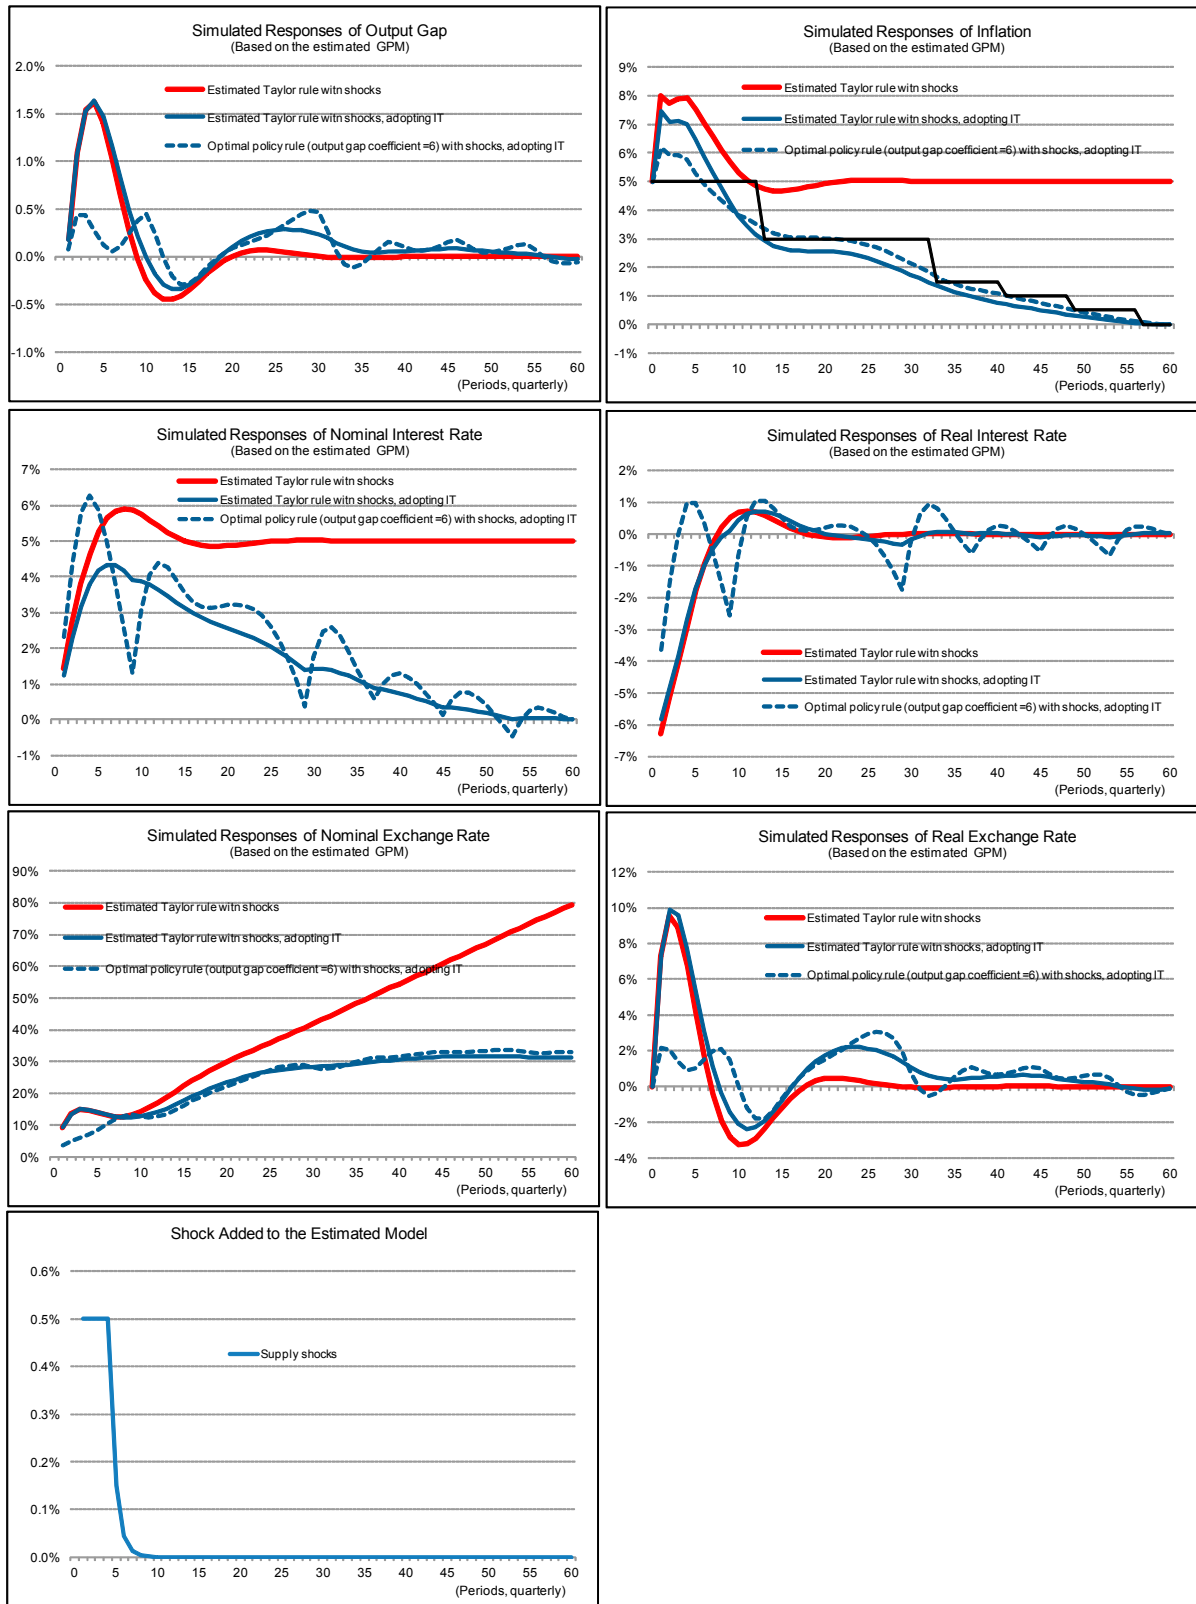 Simulated Responses of Output Gap
(Based on the estimated GPM)
2.0%
1.5%
1.0%
0.5%
0.0%
-0.5%
-1.0%
Estimated Taylor rule witn shocks
Estimated Taylor rule witn shocks, adopting IT
Optimal policy rule (output gap coefficient =6) with shocks, adopting IT
0 5 10 15 20 25 30 35 40 45 50 55 60
(Periods, quarterly)
Simulated Responses of Inflation
(Based on the estimated GPM)
9%
8%
7%
6%
5%
4%
3%
2%
1%
0%
-1%
Estimated Taylor rule witn shocks
Estimated Taylor rule witn shocks, adopting IT
Optimal policy rule (output gap coefficient =6) with shocks, adopting IT
0 5 10 15 20 25 30 35 40 45 50 55 60
(Periods, quarterly)
Simulated Responses of Nominal Interest Rate
(Based on the estimated GPM)
7%
6%
5%
4%
3%
2%
1%
0%
-1%
Estimated Taylor rule witn shocks
Estimated Taylor rule witn shocks, adopting IT
Optimal policy rule (output gap coefficient =6) with shocks, adopting IT
0 5 10 15 20 25 30 35 40 45 50 55 60
(Periods, quarterly)
Simulated Responses of Real Interest Rate
(Based on the estimated GPM)
2%
1%
0%
-1%
-2%
-3%
-4%
-5%
-6%
-7%
Estimated Taylor rule witn shocks
Estimated Taylor rule witn shocks, adopting IT
Optimal policy rule (output gap coefficient =6) with shocks, adopting IT
0 5 10 15 20 25 30 35 40 45 50 55 60
(Periods, quarterly)
Simulated Responses of Nominal Exchange Rate
(Based on the estimated GPM)
90%
80%
70%
60%
50%
40%
30%
20%
10%
0%
Estimated Taylor rule witn shocks
Estimated Taylor rule witn shocks, adopting IT
Optimal policy rule (output gap coefficient =6) with shocks, adopting IT
0 5 10 15 20 25 30 35 40 45 50 55 60
(Periods, quarterly)
Simulated Responses of Real Exchange Rate
(Based on the estimated GPM)
12%
10%
8%
6%
4%
2%
0%
-2%
-4%
Estimated Taylor rule witn shocks
Estimated Taylor rule witn shocks, adopting IT
Optimal policy rule (output gap coefficient =6) with shocks, adopting IT
0 5 10 15 20 25 30 35 40 45 50 55 60
(Periods, quarterly)
Shock Added to the Estimated Model
0.6%
0.5%
0.4%
0.3%
0.2%
0.1%
0.0%
Supply shocks
0 5 10 15 20 25 30 35 40 45 50 55 60
(Periods, quarterly)